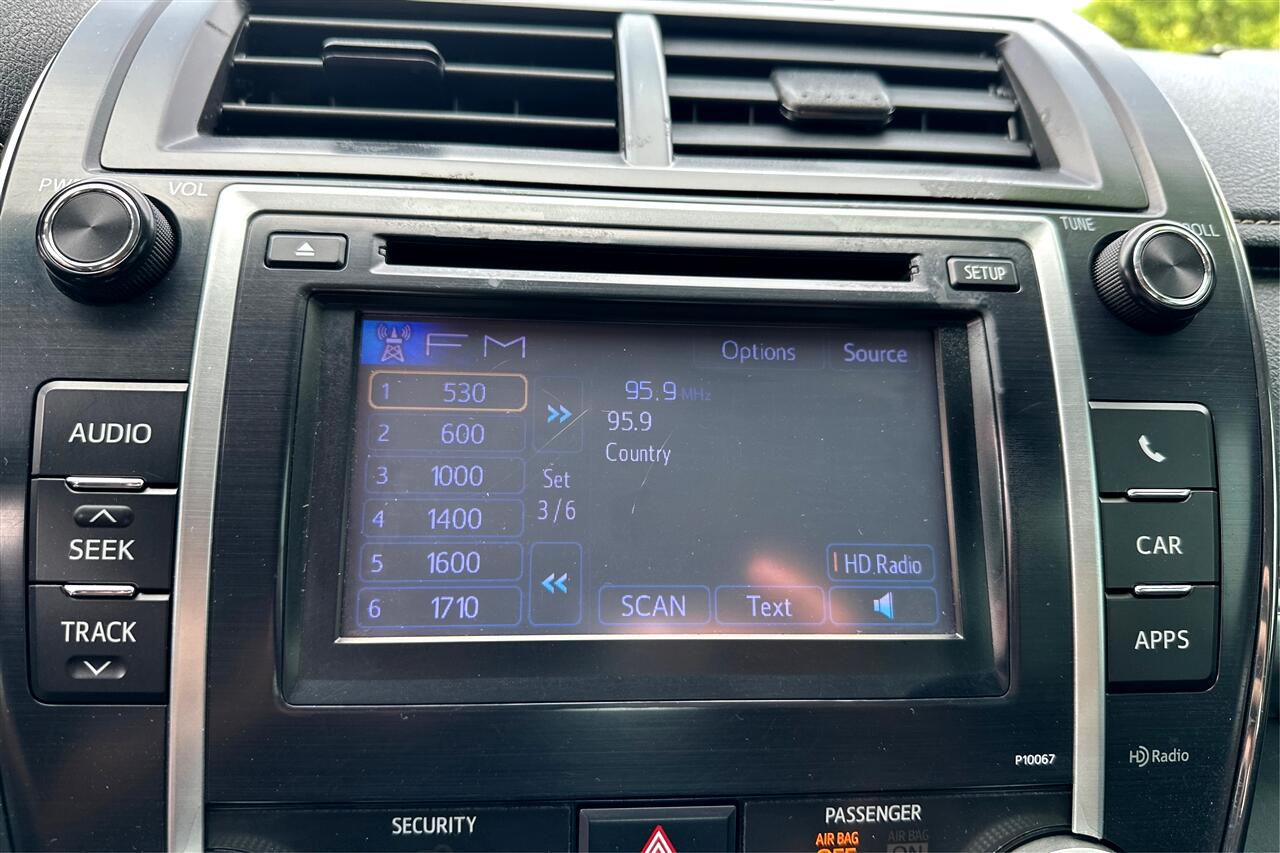 PWR VOL
TUNE SCROLL
SETUP
FM
Options
Source
1 530
2 600
3 1000
4 1400
5 1600
6 1710
Set
3/6
95.9 MHz
95.9
Country
HD Radio
SCAN
Text
AUDIO
SEEK
TRACK
CAR
APPS
P10067
HD Radio
SECURITY
PASSENGER
AIR BAG
OFF
AIR BAG
ON